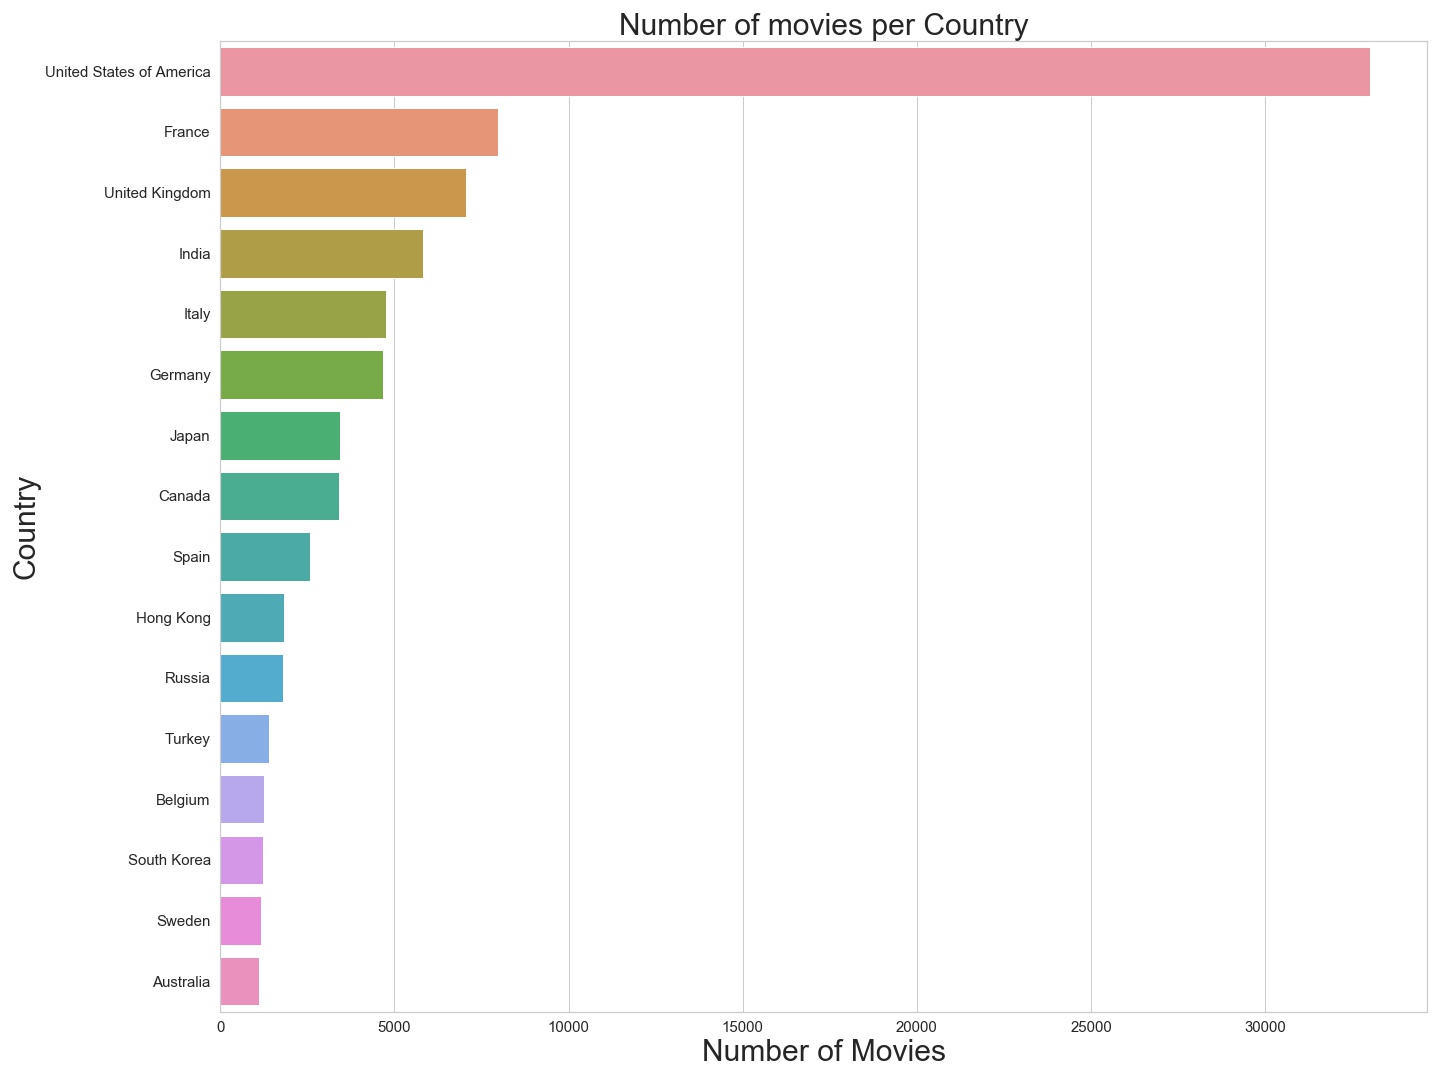 Number of movies per Country
United States of America
France
United Kingdom
India
Italy
Germany
Japan
Canada
Spain
Hong Kong
Russia
Turkey
Belgium
South Korea
Sweden
Australia
Country
0 5000 10000 15000 20000 25000 30000
Number of Movies